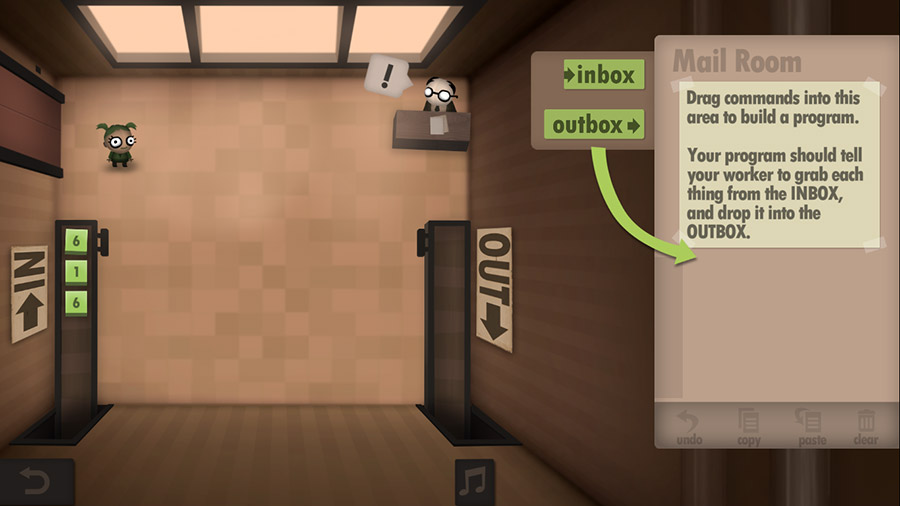 !
inbox
outbox
Mail Room
Drag commands into this
area to build a program.
Your program should tell
your worker to grab each
thing from the INBOX,
and drop it into the
OUTBOX.
6
1
6
IN
OUT
undo
copy
paste
clear